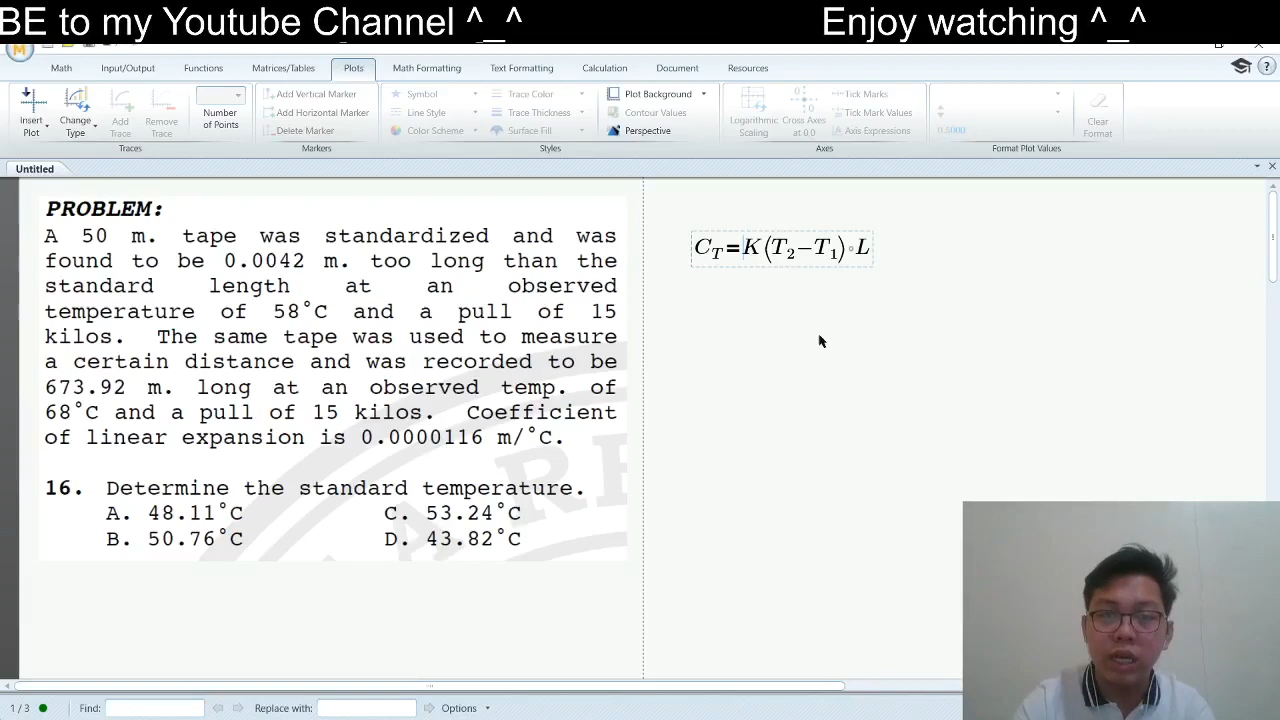 BE to my Youtube Channel ^_^ Enjoy watching ^_^
Math Input/Output Functions Matrices/Tables Plots Math Formatting Text Formatting Calculation Document Resources
Insert Plot Change Type Add Trace Remove Trace Number of Points
Traces
Add Vertical Marker
Add Horizontal Marker
Delete Marker
Markers
Symbol Trace Color Plot Background
Line Style Trace Thickness Contour Values
Color Scheme Surface Fill Perspective
Styles
Logarithmic Scaling Cross Axes at 0.0
Tick Marks
Tick Mark Values
Axis Expressions
Axes
0.5000
Clear Format
Format Plot Values
Untitled
PROBLEM:
A 50 m. tape was standardized and was
found to be 0.0042 m. too long than the
standard length at an observed
temperature of 58°C and a pull of 15
kilos. The same tape was used to measure
a certain distance and was recorded to be
673.92 m. long at an observed temp. of
68°C and a pull of 15 kilos. Coefficient
of linear expansion is 0.0000116 m/°C.
16. Determine the standard temperature.
A. 48.11°C C. 53.24°C
B. 50.76°C D. 43.82°C
C_T=K(T_2−T_1)·L
1 / 3 Find: Replace with: Options